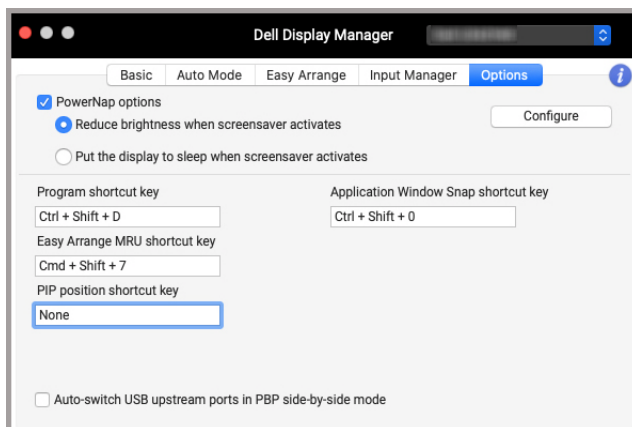 Dell Display Manager
Basic Auto Mode Easy Arrange Input Manager Options i
PowerNap options
Configure
Reduce brightness when screensaver activates
Put the display to sleep when screensaver activates
Program shortcut key Application Window Snap shortcut key
Ctrl + Shift + D Ctrl + Shift + 0
Easy Arrange MRU shortcut key
Cmd + Shift + 7
PIP position shortcut key
None
Auto-switch USB upstream ports in PBP side-by-side mode